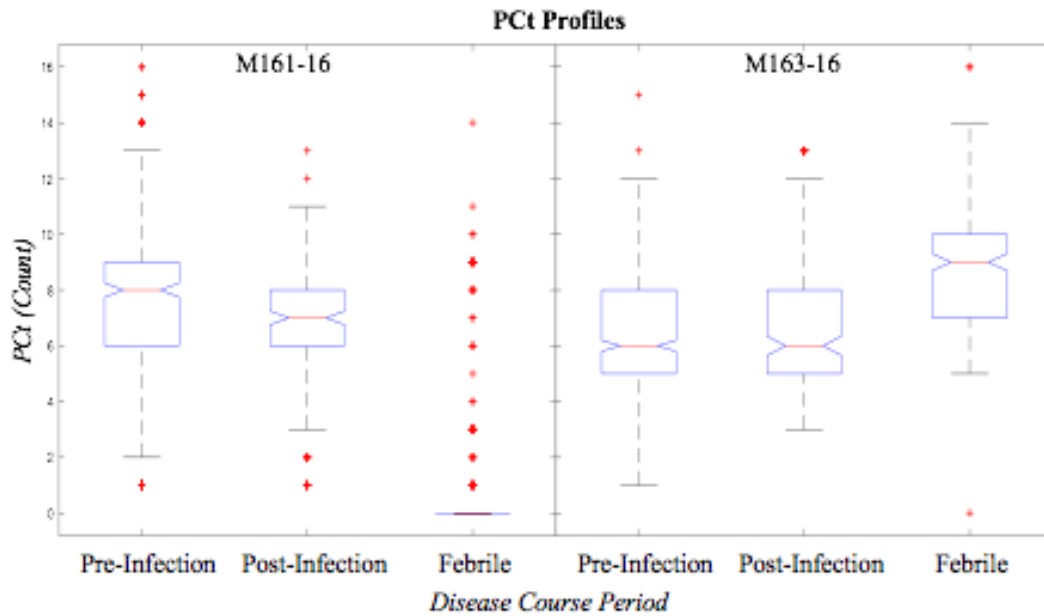 PCt Profiles
M161-16 M163-16
16
14
12
10
8
6
4
2
0
PCt (Count)
Pre-Infection Post-Infection Febrile Pre-Infection Post-Infection Febrile
Disease Course Period